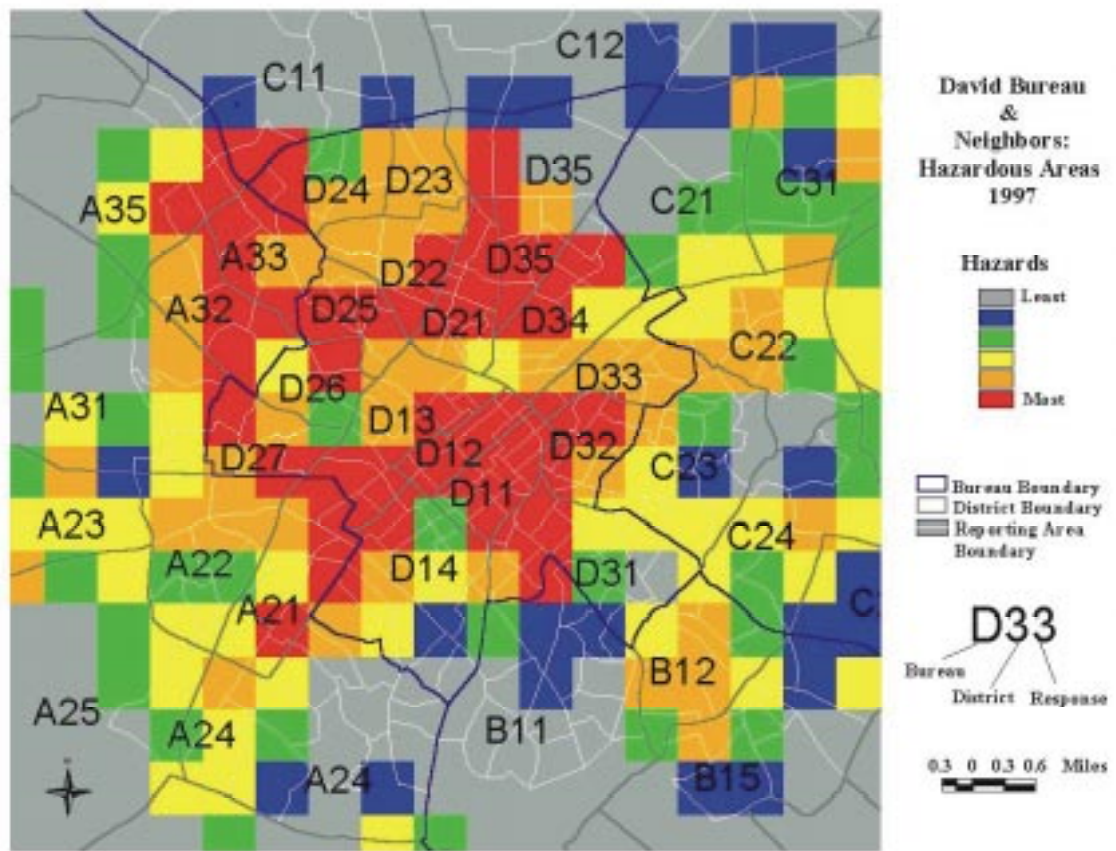 C12
C11
David Bureau
&
Neighbors:
Hazardous Areas
1997
D24
D23
D35
C31
A35
C21
A33
D22
D35
Hazards
A32
D25
D21
D34
Least
C22
D26
D33
A31
D13
Most
D27
D12
D32
C23
D11
Bureau Boundary
District Boundary
Reporting Area
Boundary
A23
C24
A22
D14
D31
A21
C
D33
B12
Bureau
District
Response
A25
A24
B11
A24
B15
0.3 0 0.3 0.6 Miles